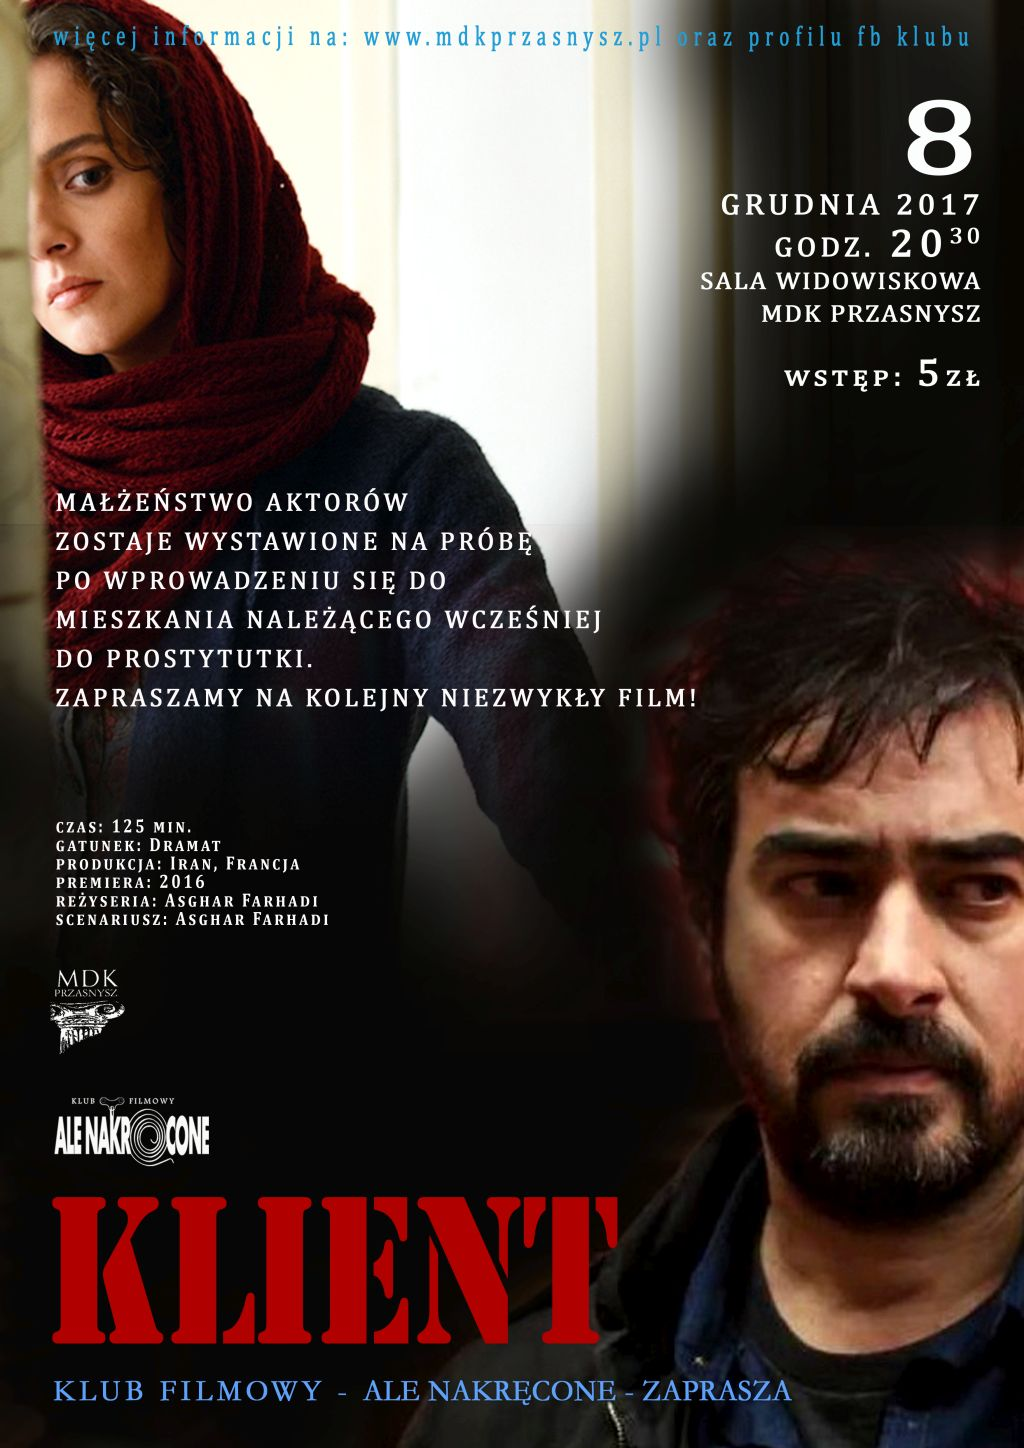 więcej informacji na: www.mdkprzasnysz.pl oraz profilu fb klubu
8
GRUDNIA 2017
GODZ. 20³⁰
SALA WIDOWISKOWA
MDK PRZASNYSZ
WSTĘP: 5 ZŁ
MAŁŻEŃSTWO AKTORÓW
ZOSTAJE WYSTAWIONE NA PRÓBĘ
PO WPROWADZENIU SIĘ DO
MIESZKANIA NALEŻĄCEGO WCZEŚNIEJ
DO PROSTYTUTKI.
ZAPRASZAMY NA KOLEJNY NIEZWYKŁY FILM!
CZAS: 125 MIN.
GATUNEK: DRAMAT
PRODUKCJA: IRAN, FRANCJA
PREMIERA: 2016
REŻYSERIA: ASGHAR FARHADI
SCENARIUSZ: ASGHAR FARHADI
MDK
PRZASNYSZ
KLUB FILMOWY
ALE NAKRĘCONE
KLIENT
KLUB FILMOWY - ALE NAKRĘCONE - ZAPRASZA